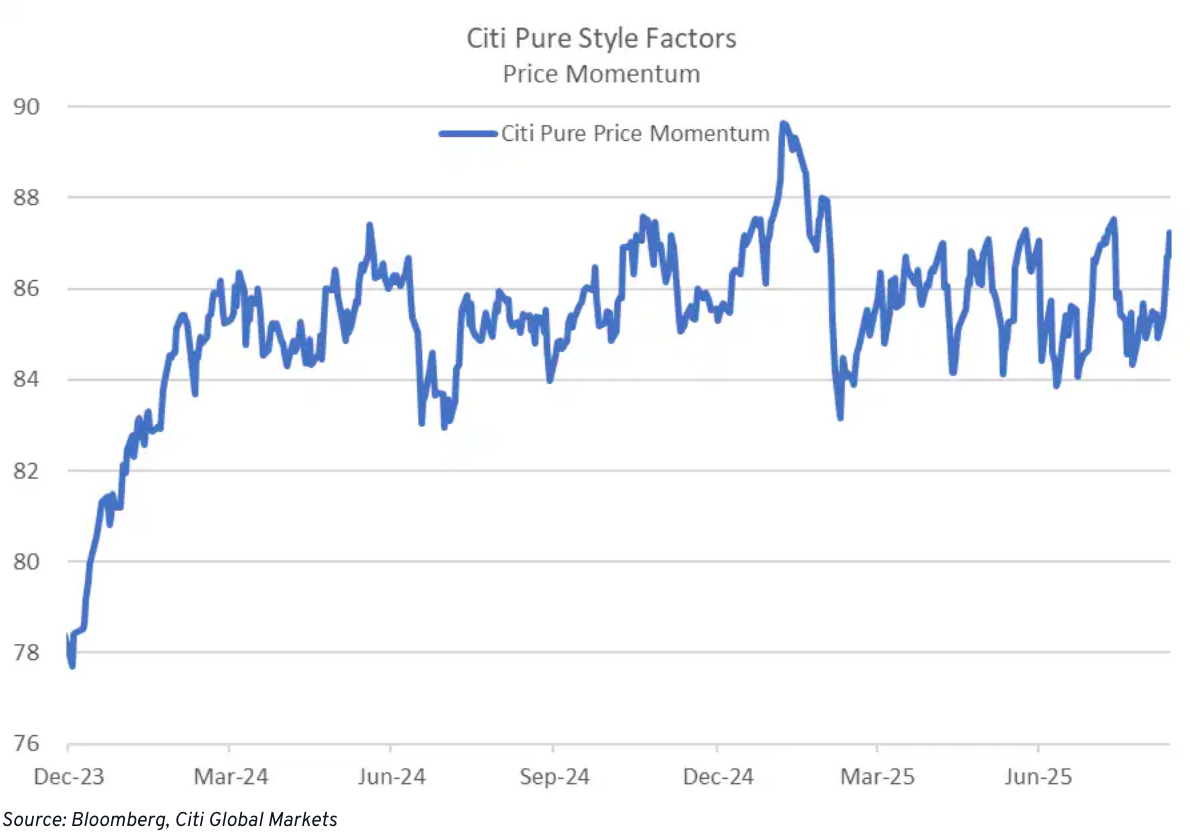 Citi Pure Style Factors
Price Momentum
90
Citi Pure Price Momentum
88
86
84
82
80
78
76
Dec-23 Mar-24 Jun-24 Sep-24 Dec-24 Mar-25 Jun-25
Source: Bloomberg, Citi Global Markets